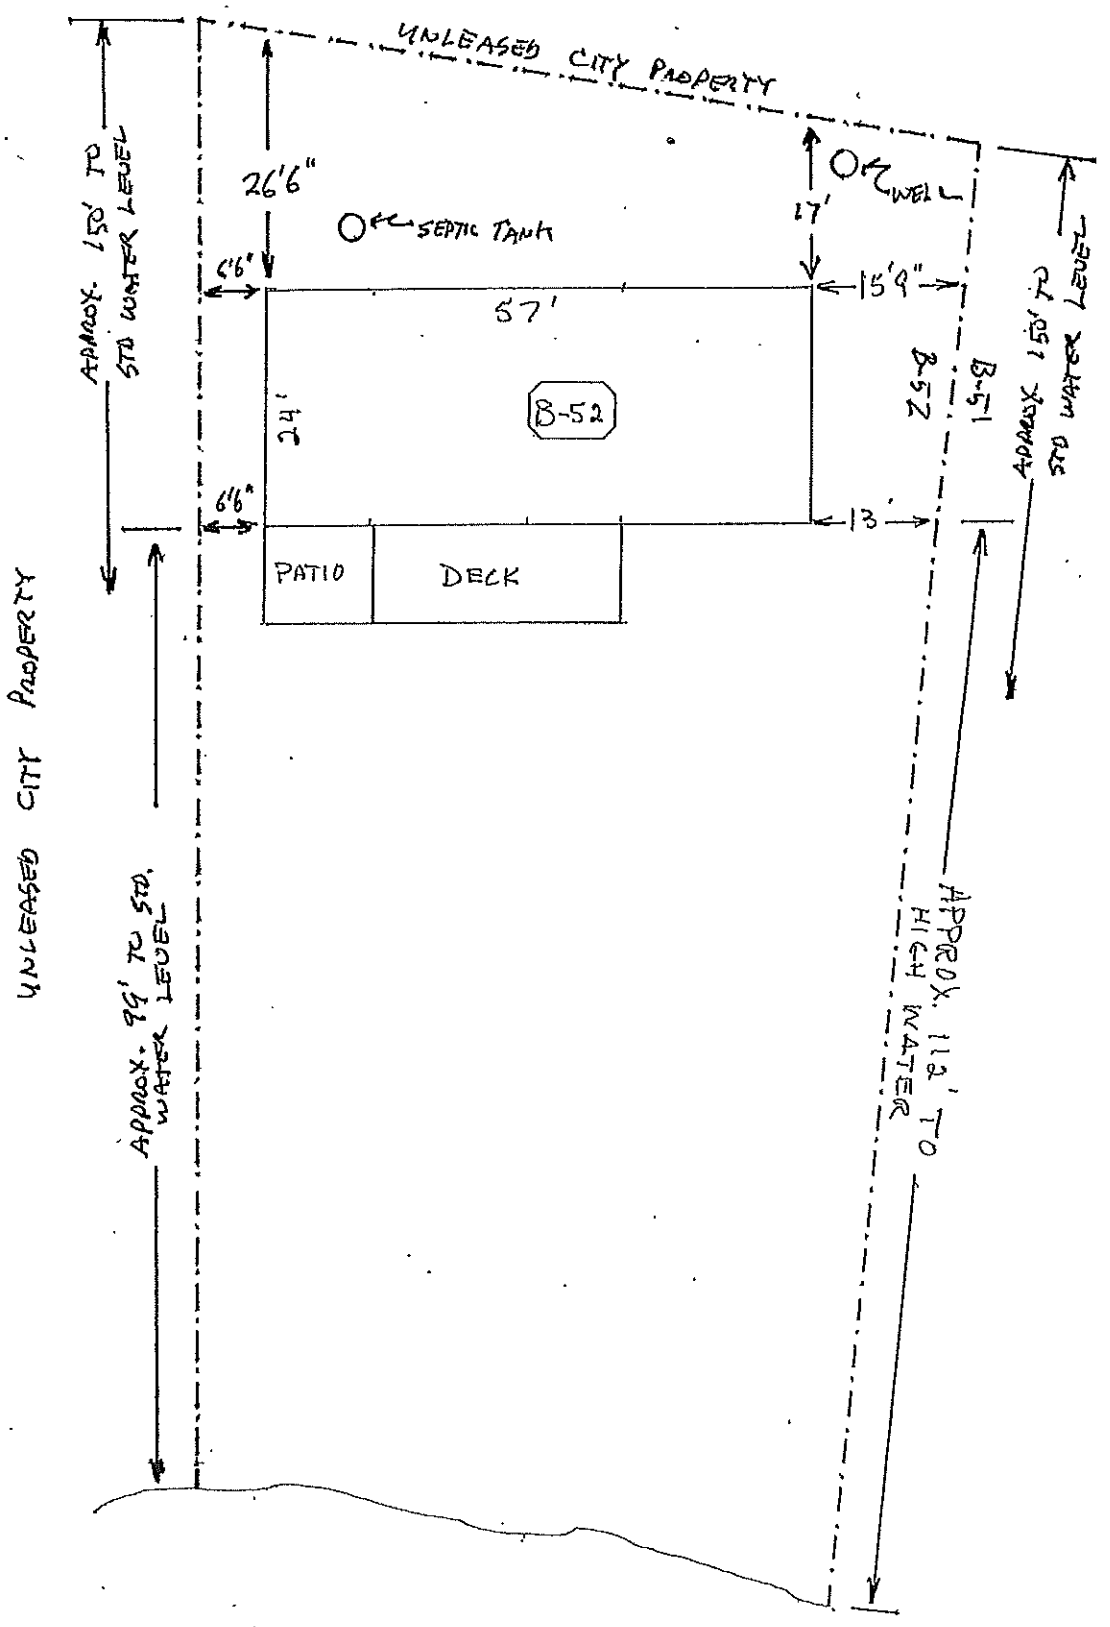 UNLEASED CITY PROPERTY
APPROX. 150' TO
STD WATER LEVEL
26'6"
SEPTIC TANK
17'
WELL
6'6"
15'9"
57'
24'
B-52
B-52
B-51
APPROX 150' TO
STD WATER LEVEL
6'6"
13'
PATIO
DECK
UNLEASED CITY PROPERTY
APPROX. 99' TO STD.
WATER LEVEL
APPROX. 112' TO
HIGH WATER